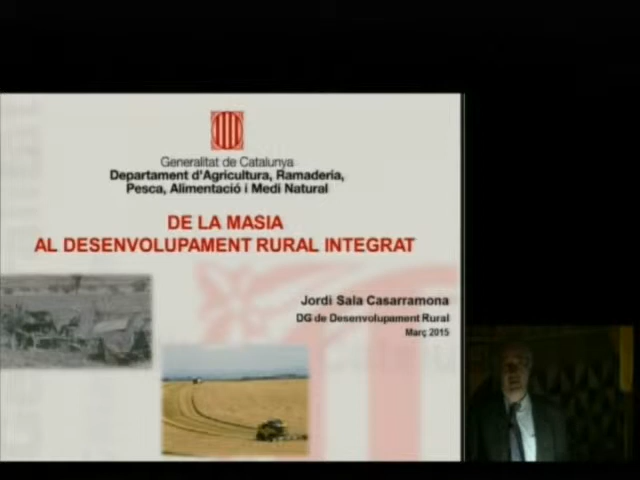 Generalitat de Catalunya
Departament d'Agricultura, Ramaderia,
Pesca, Alimentació i Medi Natural
DE LA MASIA
AL DESENVOLUPAMENT RURAL INTEGRAT
Jordi Sala Casarramona
DG de Desenvolupament Rural
Març 2015